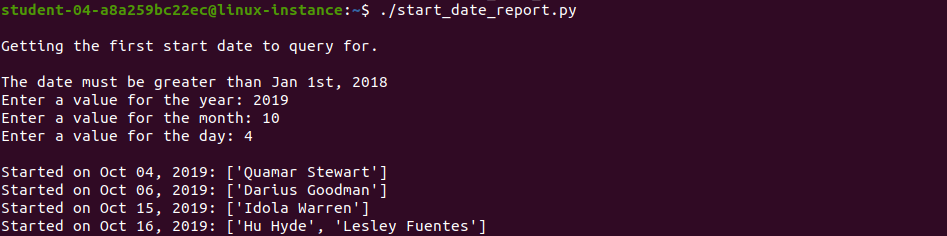 student-04-a8a259bc22ec@linux-instance:~$ ./start_date_report.py
Getting the first start date to query for.
The date must be greater than Jan 1st, 2018
Enter a value for the year: 2019
Enter a value for the month: 10
Enter a value for the day: 4
Started on Oct 04, 2019: ['Quamar Stewart']
Started on Oct 06, 2019: ['Darius Goodman']
Started on Oct 15, 2019: ['Idola Warren']
Started on Oct 16, 2019: ['Hu Hyde', 'Lesley Fuentes']